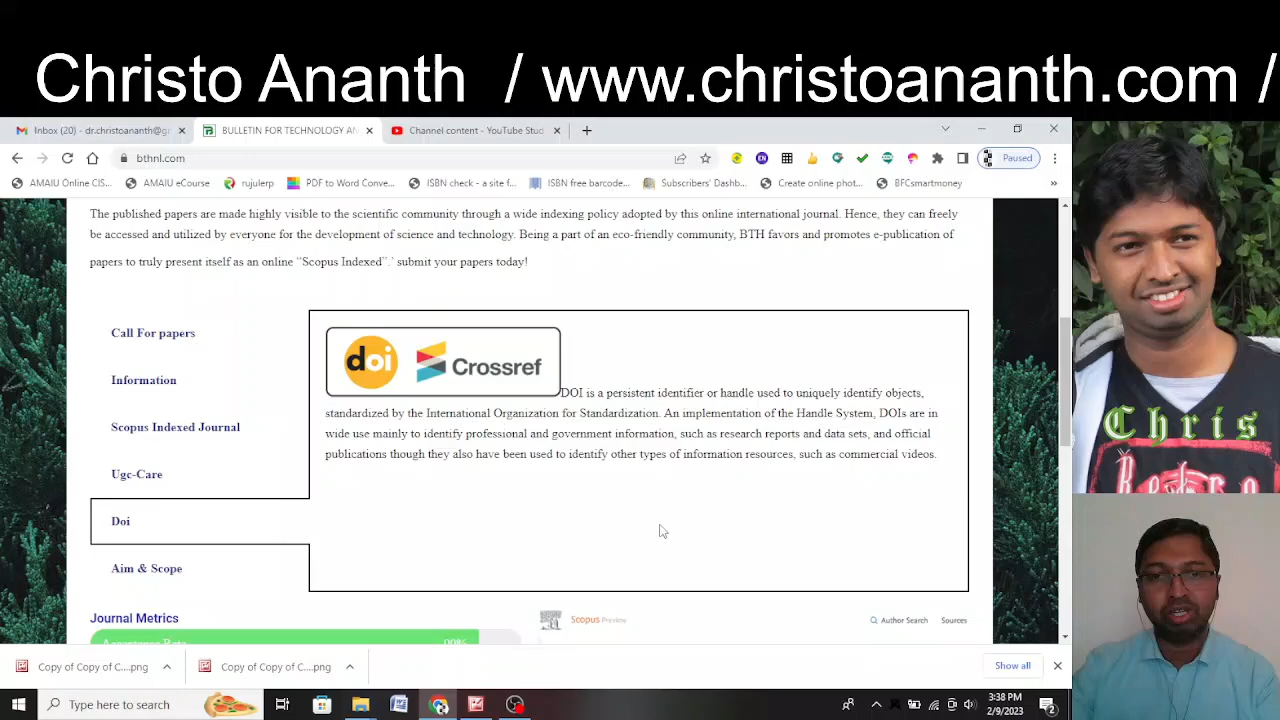 Christo Ananth / www.christoananth.com /
Inbox (20) - dr.christoananth@g
BULLETIN FOR TECHNOLOGY AN
Channel content - YouTube Stud
bthnl.com
Paused
AMAIU Online CIS...
AMAIU eCourse
rujulerp
PDF to Word Conve...
ISBN check - a site f...
ISBN free barcode...
Subscribers' Dashb...
Create online phot...
BFCsmartmoney
The published papers are made highly visible to the scientific community through a wide indexing policy adopted by this online international journal. Hence, they can freely
be accessed and utilized by everyone for the development of science and technology. Being a part of an eco-friendly community, BTH favors and promotes e-publication of
papers to truly present itself as an online "Scopus Indexed".' submit your papers today!
Call For papers
Information
Scopus Indexed Journal
Ugc-Care
Doi
Aim & Scope
doi Crossref
DOI is a persistent identifier or handle used to uniquely identify objects,
standardized by the International Organization for Standardization. An implementation of the Handle System, DOIs are in
wide use mainly to identify professional and government information, such as research reports and data sets, and official
publications though they also have been used to identify other types of information resources, such as commercial videos.
Journal Metrics
Acceptance Rate 90%
Scopus Preview
Author Search Sources
Copy of Copy of C....png
Copy of Copy of C....png
Show all
Type here to search
3:38 PM
2/9/2023
2
Chris